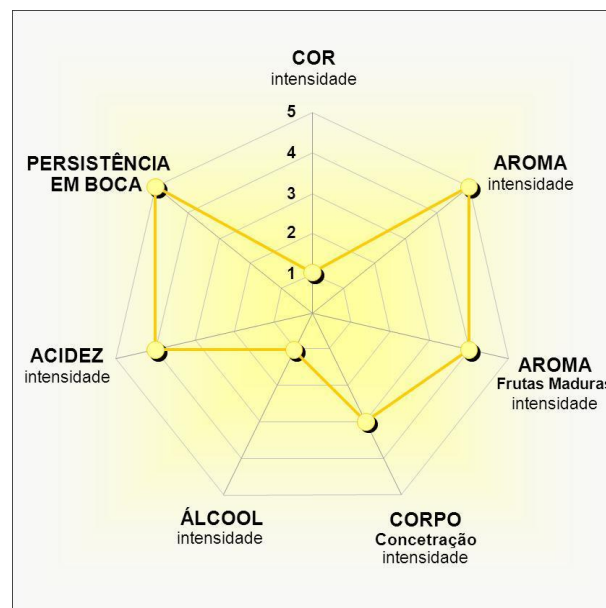 COR
intensidade
5
4
3
2
1
AROMA
intensidade
AROMA
Frutas Maduras
intensidade
CORPO
Concetração
intensidade
ÁLCOOL
intensidade
ACIDEZ
intensidade
PERSISTÊNCIA
EM BOCA